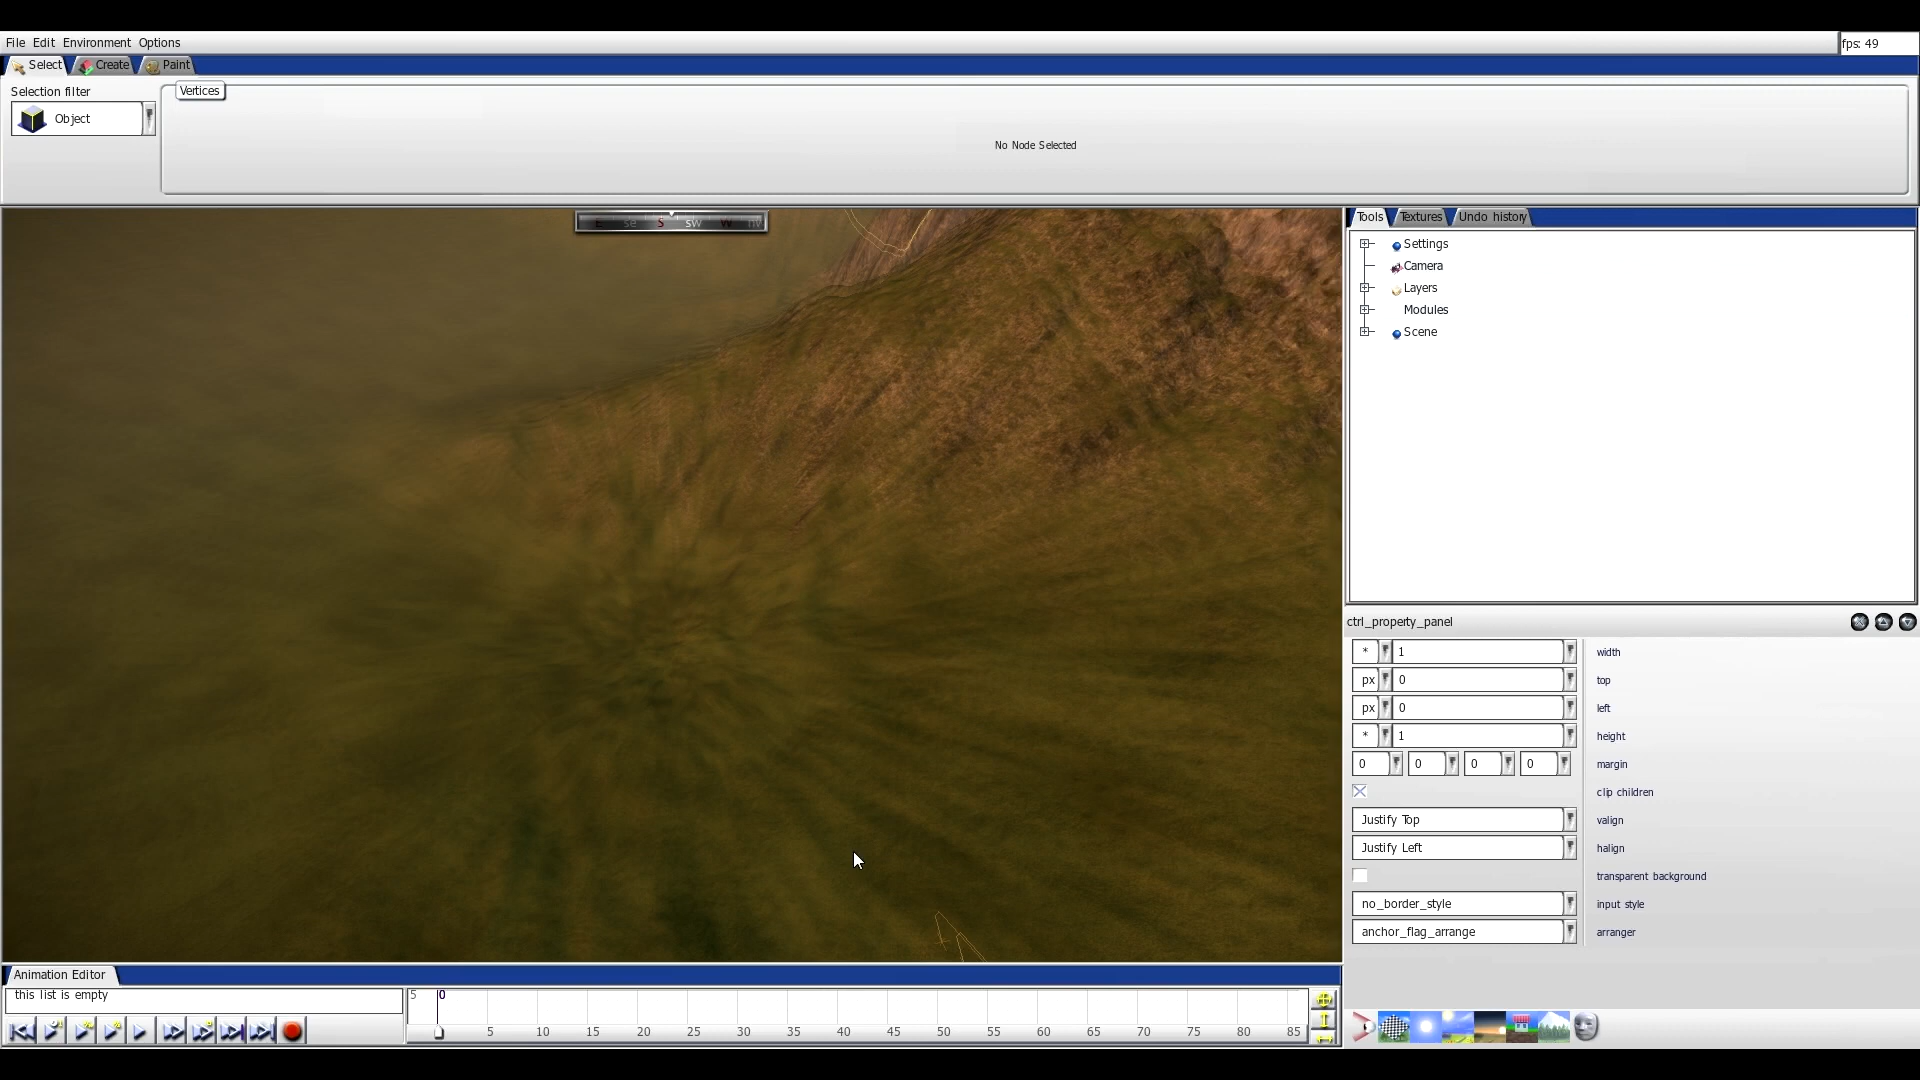 File Edit Environment Options
fps: 49
Select Create Paint
Selection filter
Object
Vertices
No Node Selected
E se S sw W nw
Tools Textures Undo history
Settings
Camera
Layers
Modules
Scene
ctrl_property_panel
* 1 width
px 0 top
px 0 left
* 1 height
0 0 0 0 margin
clip children
Justify Top valign
Justify Left halign
transparent background
no_border_style input style
anchor_flag_arrange arranger
Animation Editor
this list is empty
5 0
5 10 15 20 25 30 35 40 45 50 55 60 65 70 75 80 85